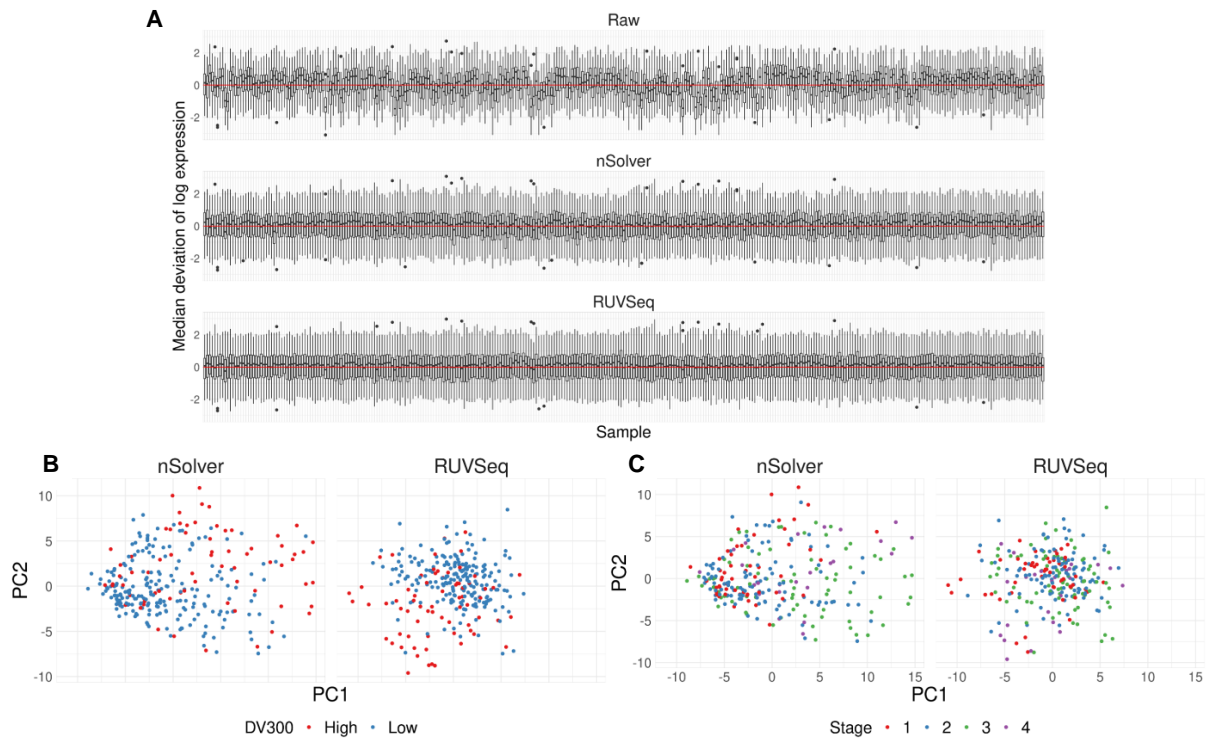 A
Raw
2
0
-2
nSolver
2
0
-2
RUVSeq
2
0
-2
Median deviation of log expression
Sample
B
nSolver
RUVSeq
10
5
0
-5
-10
PC2
PC1
DV300 High Low
C
nSolver
RUVSeq
10
5
0
-5
-10
PC2
-10 -5 0 5 10 15 -10 -5 0 5 10 15
PC1
Stage 1 2 3 4